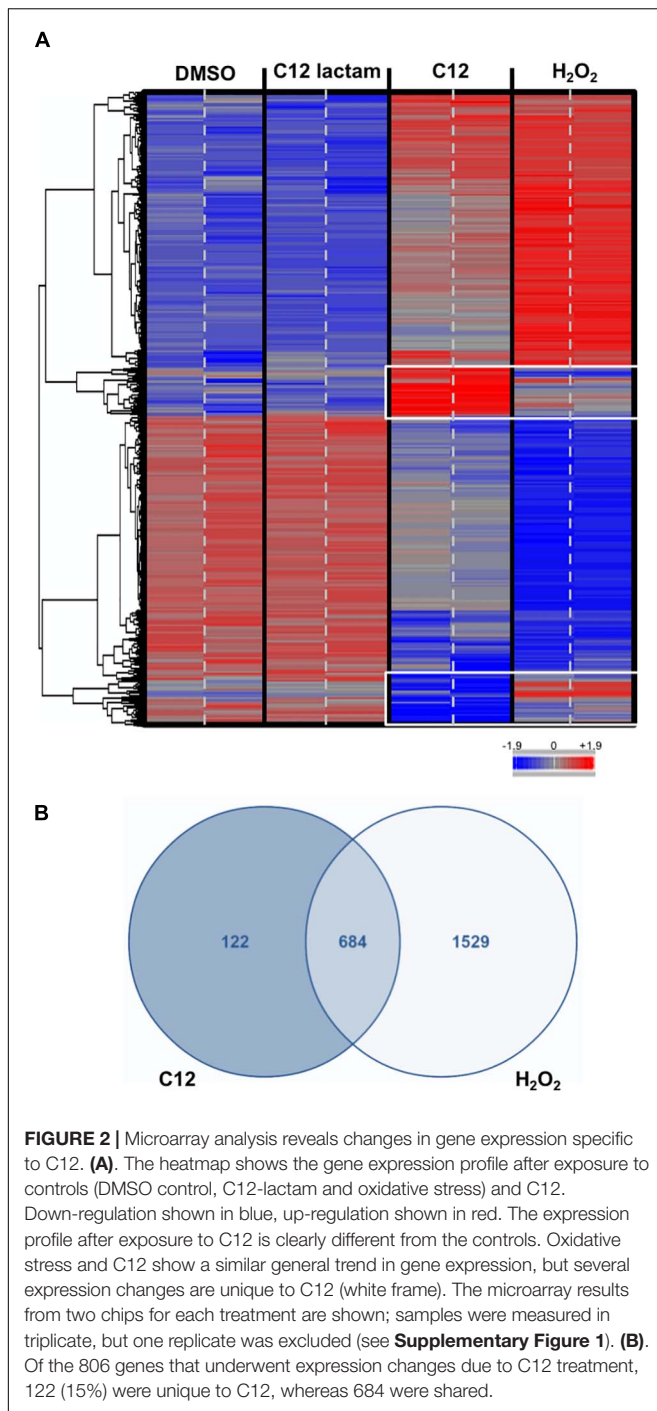 A
DMSO C12 lactam C12 H₂O₂
-1.9 0 +1.9
B
122 684 1529
C12 H₂O₂
FIGURE 2 | Microarray analysis reveals changes in gene expression specific
to C12. (A). The heatmap shows the gene expression profile after exposure to
controls (DMSO control, C12-lactam and oxidative stress) and C12.
Down-regulation shown in blue, up-regulation shown in red. The expression
profile after exposure to C12 is clearly different from the controls. Oxidative
stress and C12 show a similar general trend in gene expression, but several
expression changes are unique to C12 (white frame). The microarray results
from two chips for each treatment are shown; samples were measured in
triplicate, but one replicate was excluded (see Supplementary Figure 1). (B).
Of the 806 genes that underwent expression changes due to C12 treatment,
122 (15%) were unique to C12, whereas 684 were shared.